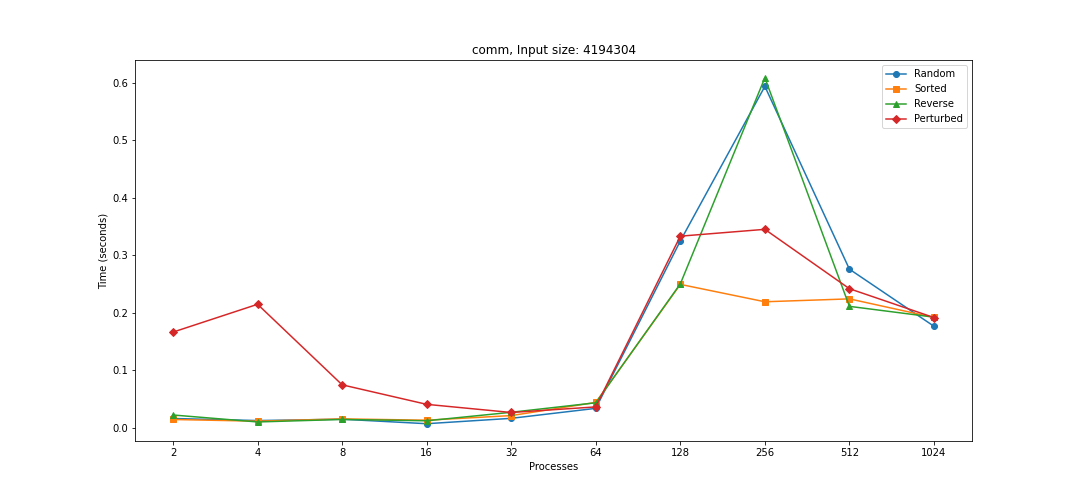 comm, Input size: 4194304
Random
Sorted
Reverse
Perturbed
Time (seconds)
0.6
0.5
0.4
0.3
0.2
0.1
0.0
2 4 8 16 32 64 128 256 512 1024
Processes